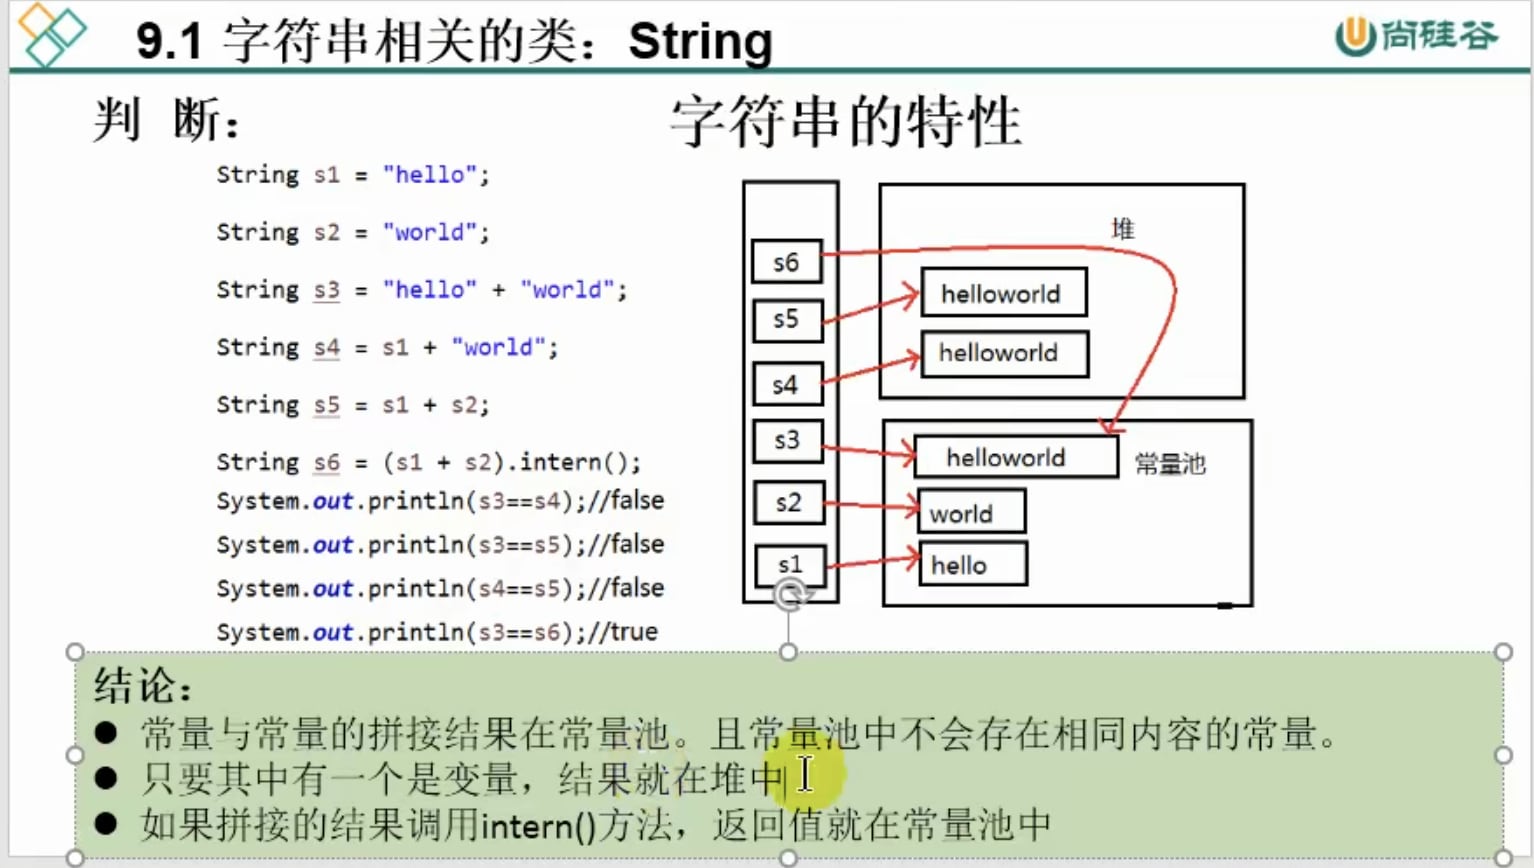 9.1 字符串相关的类：String
尚硅谷
判 断：
字符串的特性
String s1 = "hello";
String s2 = "world";
String s3 = "hello" + "world";
String s4 = s1 + "world";
String s5 = s1 + s2;
String s6 = (s1 + s2).intern();
System.out.println(s3==s4);//false
System.out.println(s3==s5);//false
System.out.println(s4==s5);//false
System.out.println(s3==s6);//true
堆
s6
helloworld
s5
helloworld
s4
s3
helloworld
常量池
s2
world
s1
hello
结论：
● 常量与常量的拼接结果在常量池。且常量池中不会存在相同内容的常量。
● 只要其中有一个是变量，结果就在堆中
● 如果拼接的结果调用intern()方法，返回值就在常量池中